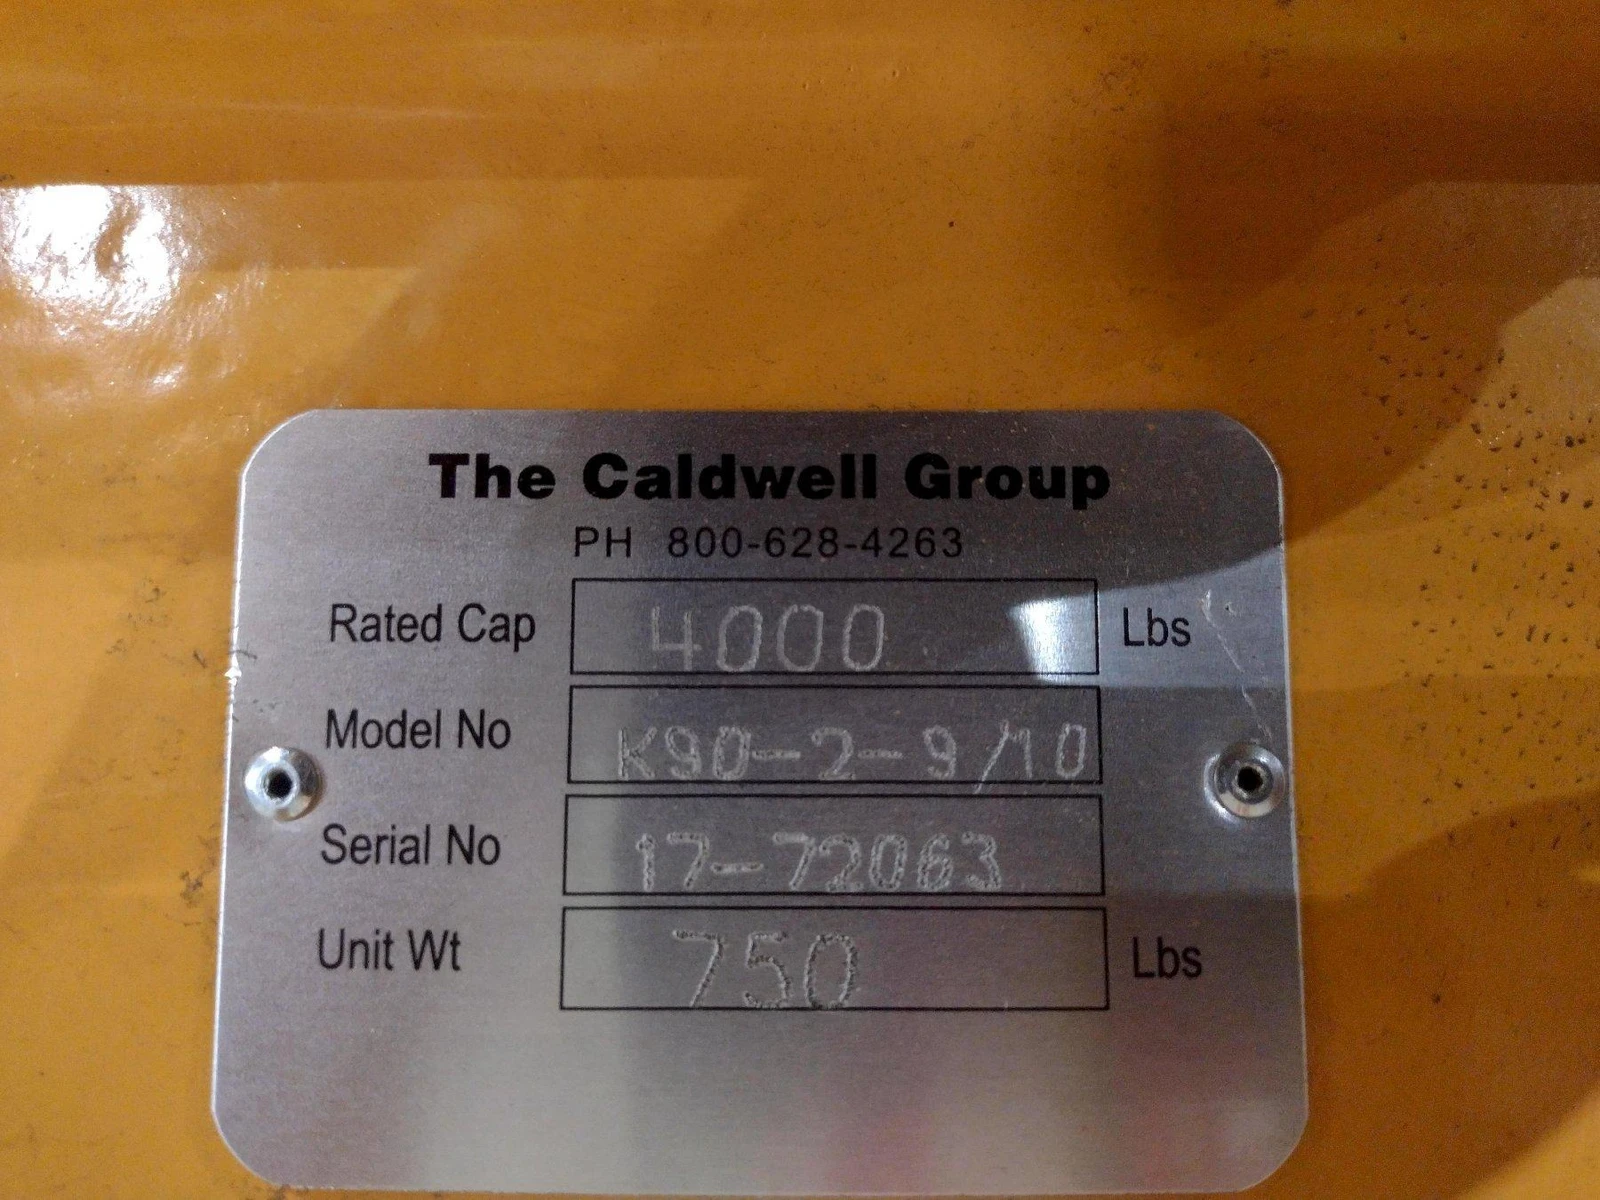 The Caldwell Group
PH 800-628-4263
Rated Cap 4000 Lbs
Model No K90-2-9/10
Serial No 17-72063
Unit Wt 750 Lbs